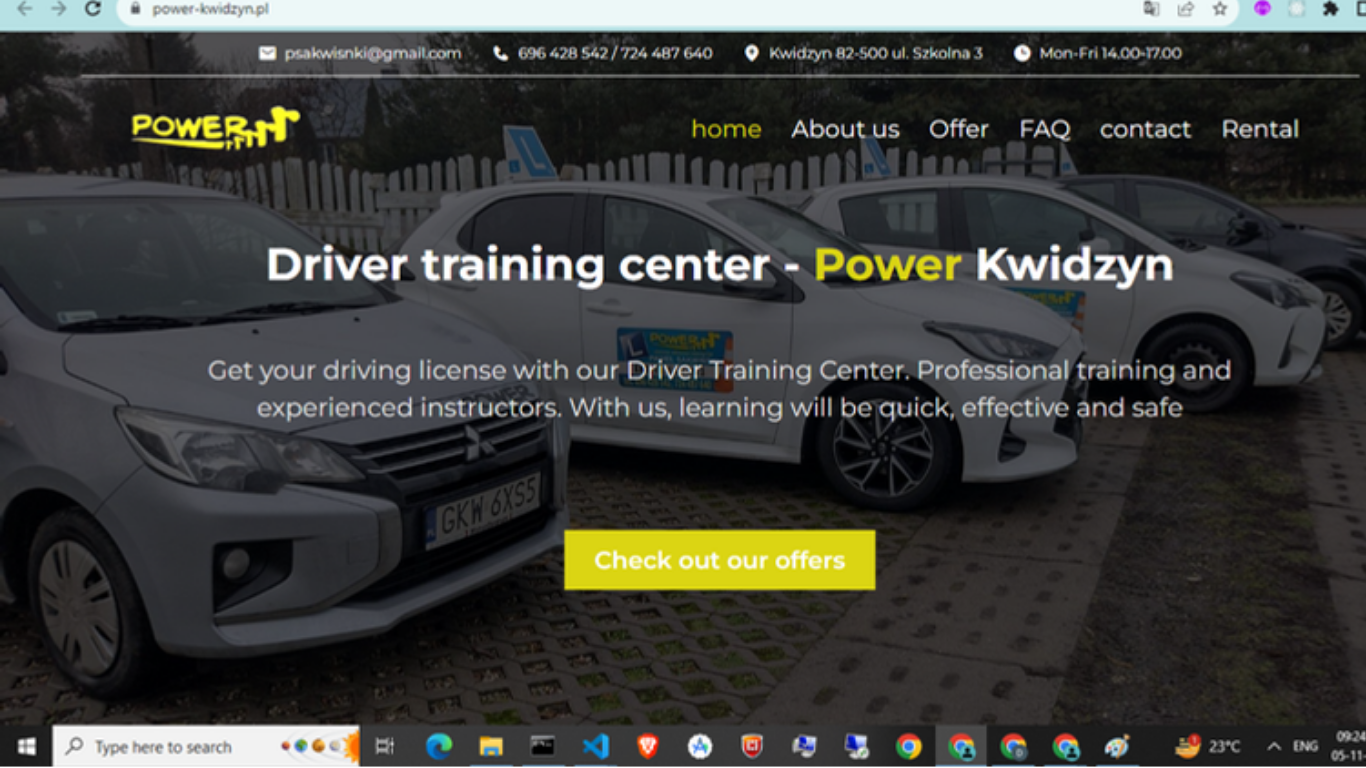 power-kwidzyn.pl
psakwisnki@gmail.com 696 428 542 / 724 487 640 Kwidzyn 82-500 ul. Szkolna 3 Mon-Fri 14.00-17.00
POWER
home About us Offer FAQ contact Rental
Driver training center - Power Kwidzyn
POWER
L
Get your driving license with our Driver Training Center. Professional training and
experienced instructors. With us, learning will be quick, effective and safe
GKW 6XS5
Check out our offers
Type here to search 23°C ENG 09:24
05-11-